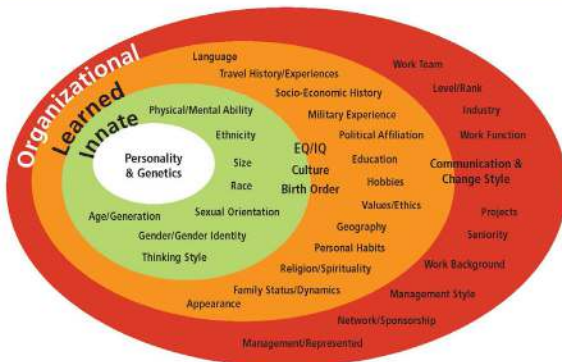 Organizational
Learned
Innate
Personality
& Genetics
Physical/Mental Ability
Ethnicity
Size
Race
Sexual Orientation
Age/Generation
Gender/Gender Identity
Thinking Style
EQ/IQ
Culture
Birth Order
Language
Travel History/Experiences
Socio-Economic History
Military Experience
Political Affiliation
Education
Hobbies
Values/Ethics
Geography
Personal Habits
Religion/Spirituality
Family Status/Dynamics
Appearance
Work Team
Level/Rank
Industry
Work Function
Communication &
Change Style
Projects
Seniority
Work Background
Management Style
Network/Sponsorship
Management/Represented